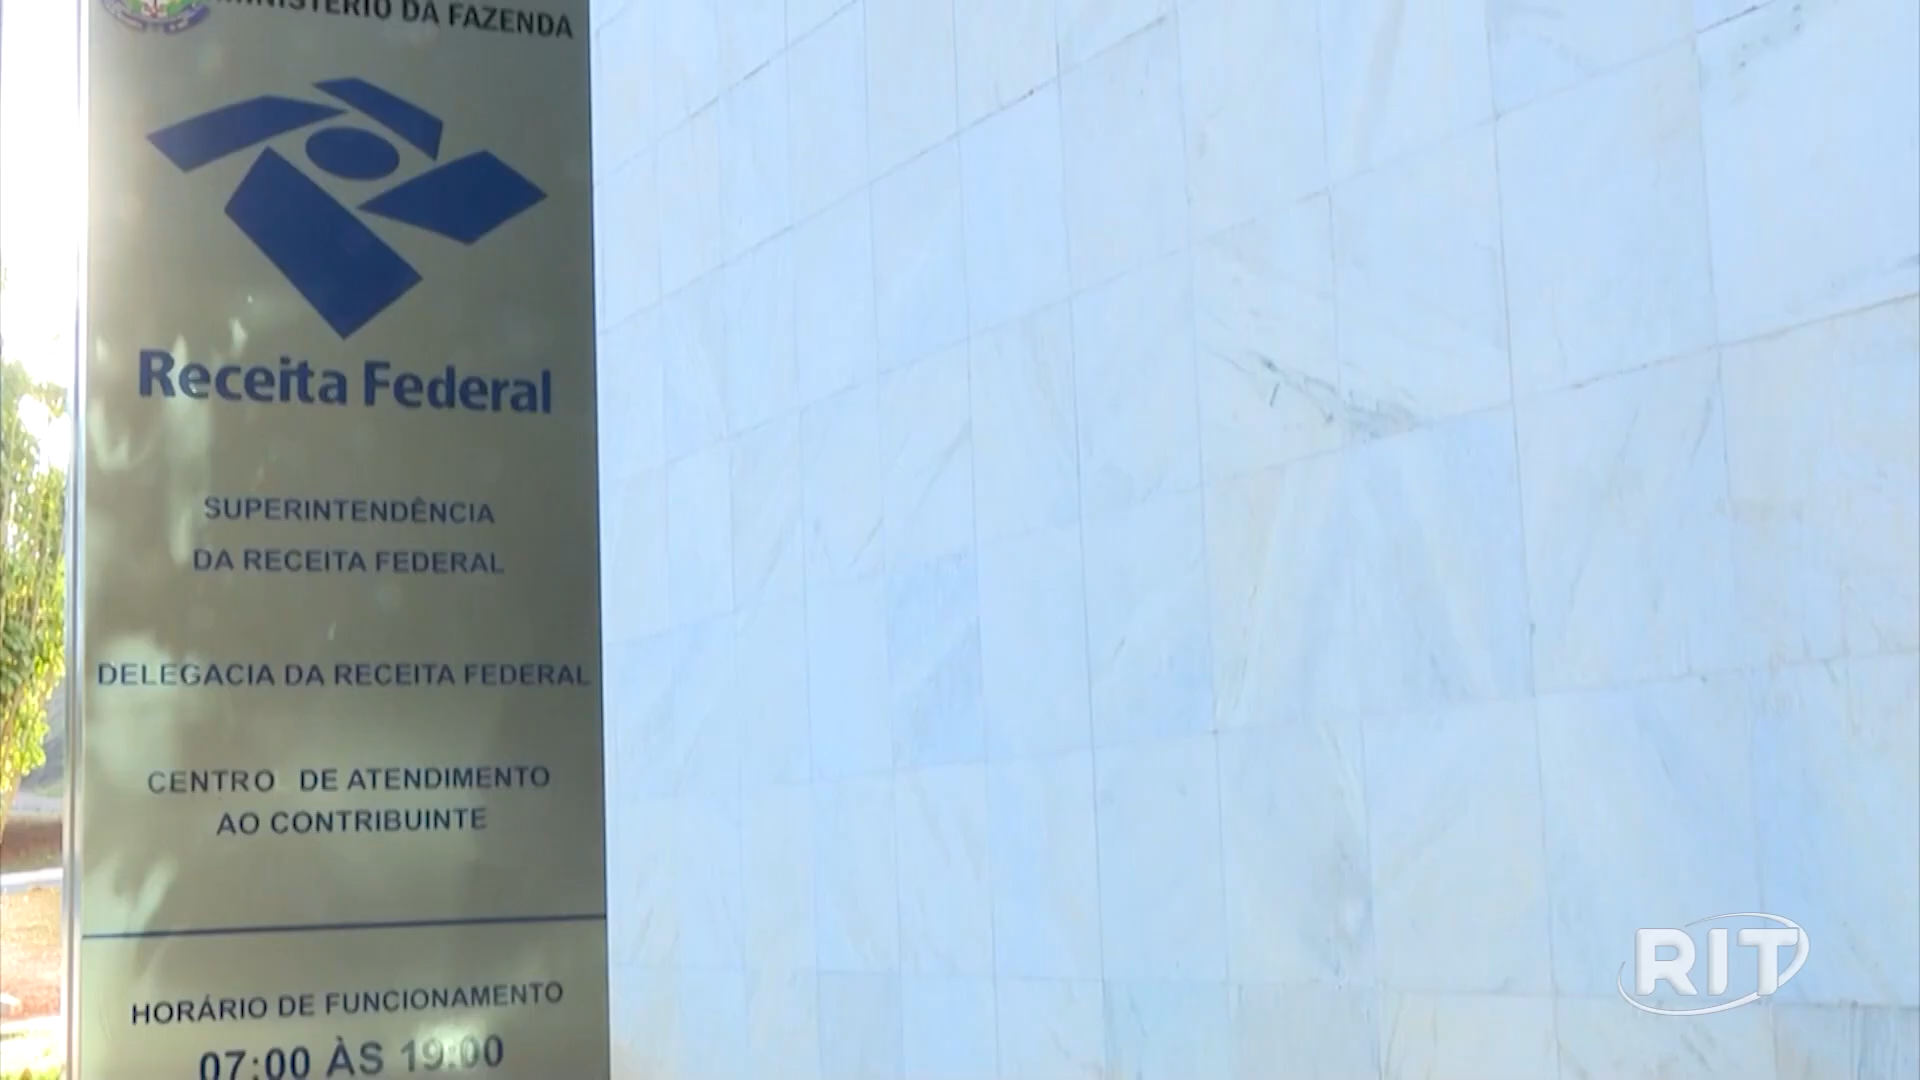 MINISTÉRIO DA FAZENDA
Receita Federal
SUPERINTENDÊNCIA
DA RECEITA FEDERAL
DELEGACIA DA RECEITA FEDERAL
CENTRO DE ATENDIMENTO
AO CONTRIBUINTE
HORÁRIO DE FUNCIONAMENTO
07:00 ÀS 19:00
RIT